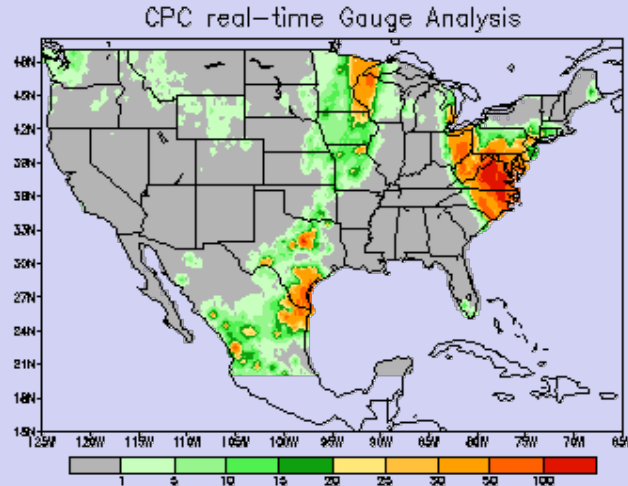 CPC real-time Gauge Analysis
48N
45N
42N
39N
36N
33N
30N
27N
24N
21N
18N
15N
125W 120W 115W 110W 105W 100W 95W 90W 85W 80W 75W 70W 65W
1 5 10 15 20 25 30 50 100